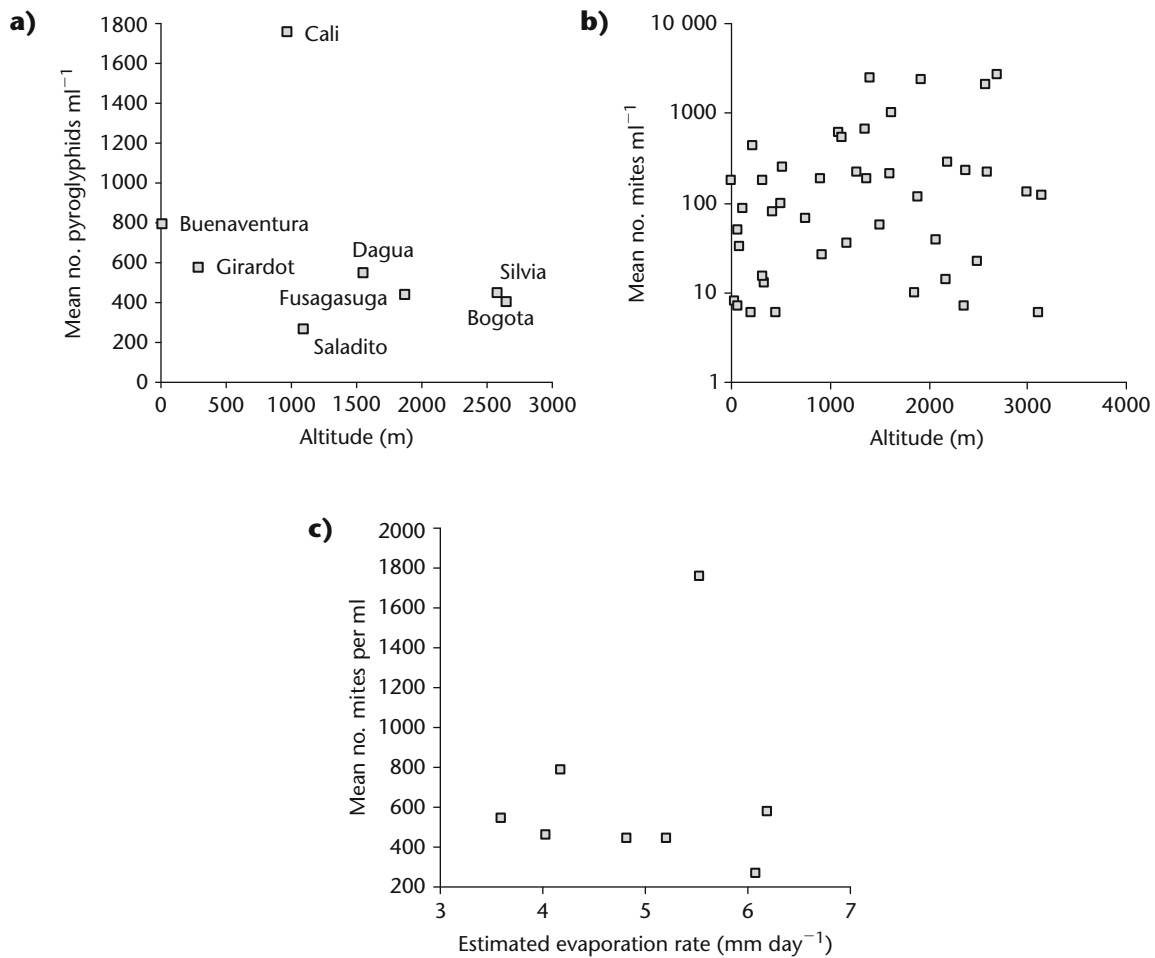 a)
Mean no. pyroglyphids ml⁻¹
1800
1600
1400
1200
1000
800
600
400
200
0
Cali
Buenaventura
Girardot
Dagua
Fusagasuga
Saladito
Silvia
Bogota
0 500 1000 1500 2000 2500 3000
Altitude (m)
b)
Mean no. mites ml⁻¹
10 000
1000
100
10
1
0 1000 2000 3000 4000
Altitude (m)
c)
Mean no. mites per ml
2000
1800
1600
1400
1200
1000
800
600
400
200
3 4 5 6 7
Estimated evaporation rate (mm day⁻¹)